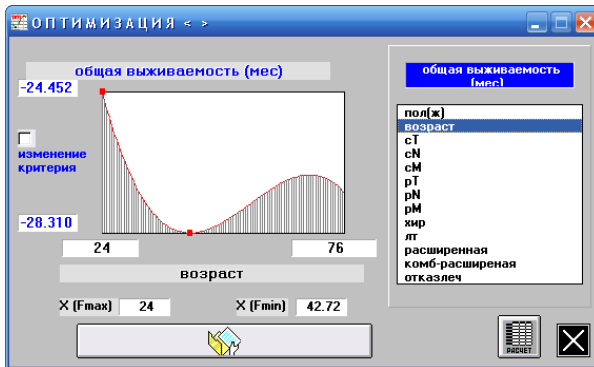 ОПТИМИЗАЦИЯ < >
общая выживаемость (мес)
-24.452
изменение
критерия
-28.310
24
76
возраст
X (Fmax)
24
X (Fmin)
42.72
общая выживаемость
(мес)
пол(ж)
возраст
cT
cN
cM
pT
pN
pM
хир
лт
расширенная
комб-расширеная
отказлеч
РАСЧЕТ